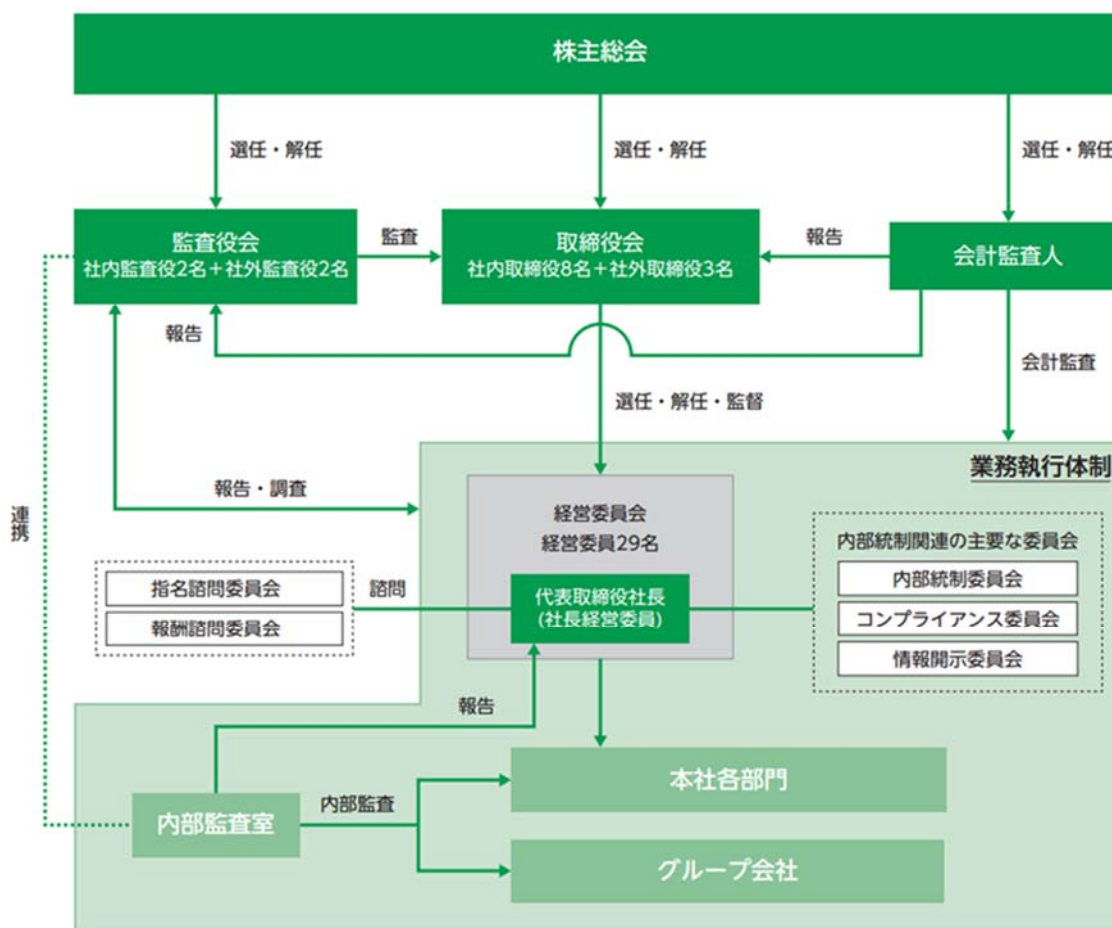 株主総会
選任・解任
選任・解任
選任・解任
監査役会
社内監査役2名+社外監査役2名
監査
取締役会
社内取締役8名+社外取締役3名
報告
会計監査人
報告
会計監査
選任・解任・監督
業務執行体制
報告・調査
連携
経営委員会
経営委員29名
内部統制関連の主要な委員会
内部統制委員会
コンプライアンス委員会
情報開示委員会
指名諮問委員会
報酬諮問委員会
諮問
代表取締役社長
(社長経営委員)
報告
本社各部門
内部監査
内部監査室
グループ会社